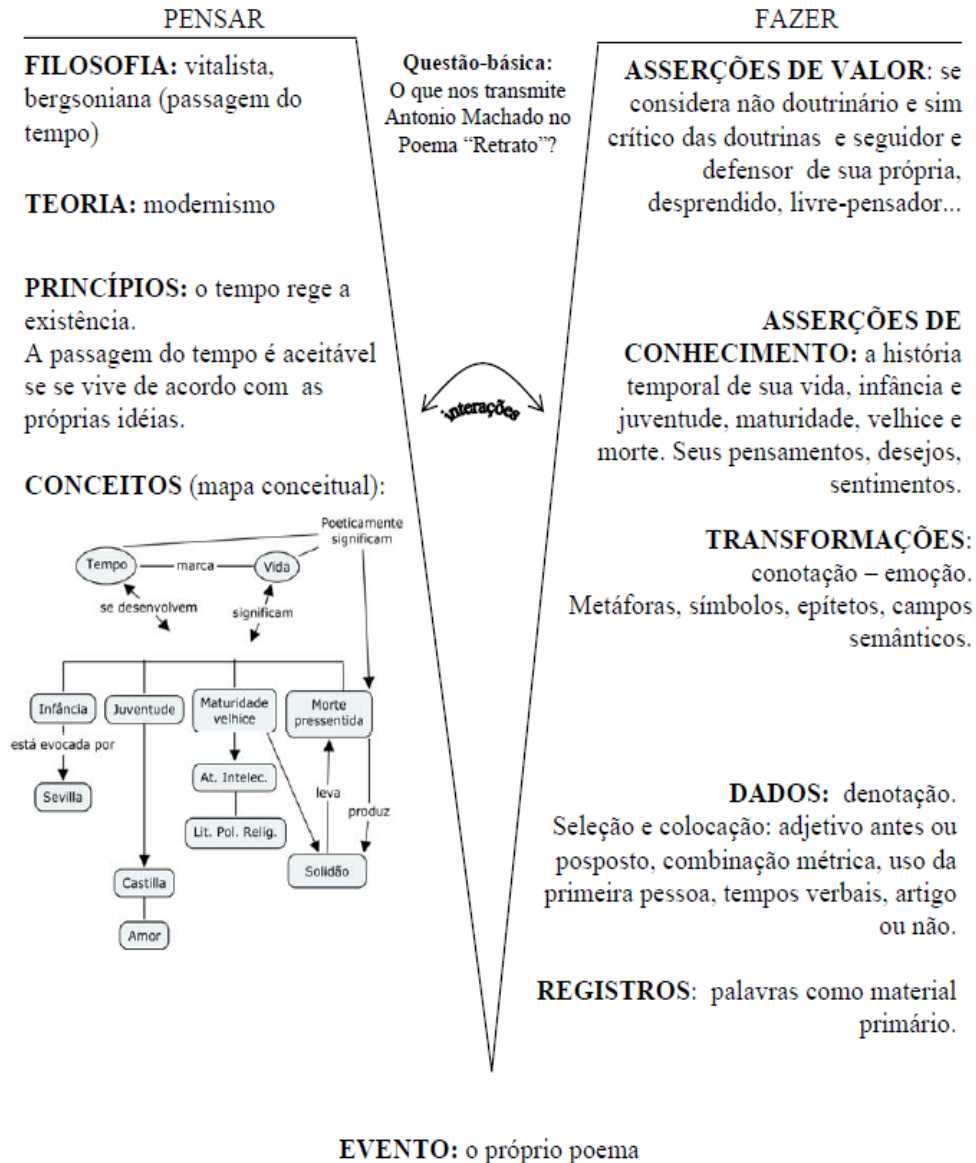 PENSAR
FILOSOFIA: vitalista,
bergsoniana (passagem do
tempo)
TEORIA: modernismo
PRINCÍPIOS: o tempo rege a
existência.
A passagem do tempo é aceitável
se se vive de acordo com as
próprias idéias.
CONCEITOS (mapa conceitual):
Poeticamente
significam
Tempo
marca
Vida
se desenvolvem
significam
Infância
Juventude
Maturidade
velhice
Morte
pressentida
está evocada por
Sevilla
At. Intelec.
leva
produz
Lit. Pol. Relig.
Solidão
Castilla
Amor
Questão-básica:
O que nos transmite
Antonio Machado no
Poema “Retrato”?
interações
FAZER
ASSERÇÕES DE VALOR: se
considera não doutrinário e sim
crítico das doutrinas e seguidor e
defensor de sua própria,
desprendido, livre-pensador...
ASSERÇÕES DE
CONHECIMENTO: a história
temporal de sua vida, infância e
juventude, maturidade, velhice e
morte. Seus pensamentos, desejos,
sentimentos.
TRANSFORMAÇÕES:
conotação – emoção.
Metáforas, símbolos, epítetos, campos
semânticos.
DADOS: denotação.
Seleção e colocação: adjetivo antes ou
posposto, combinação métrica, uso da
primeira pessoa, tempos verbais, artigo
ou não.
REGISTROS: palavras como material
primário.
EVENTO: o próprio poema